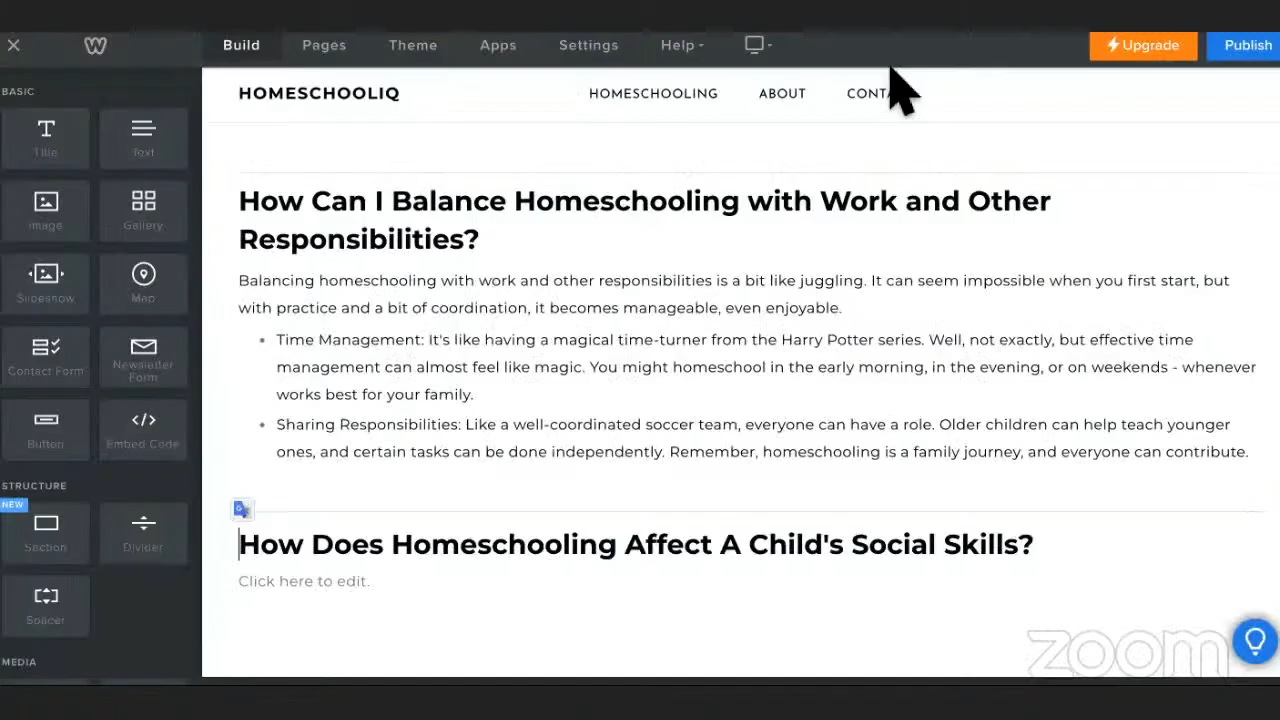 Build Pages Theme Apps Settings Help Upgrade Publish
BASIC
Title Text
Image Gallery
Slideshow Map
Contact Form Newsletter Form
Button Embed Code
STRUCTURE
NEW
Section Divider
Spacer
MEDIA
HOMESCHOOLIQ HOMESCHOOLING ABOUT
How Can I Balance Homeschooling with Work and Other
Responsibilities?
Balancing homeschooling with work and other responsibilities is a bit like juggling. It can seem impossible when you first start, but
with practice and a bit of coordination, it becomes manageable, even enjoyable.
Time Management: It's like having a magical time-turner from the Harry Potter series. Well, not exactly, but effective time
management can almost feel like magic. You might homeschool in the early morning, in the evening, or on weekends - whenever
works best for your family.
Sharing Responsibilities: Like a well-coordinated soccer team, everyone can have a role. Older children can help teach younger
ones, and certain tasks can be done independently. Remember, homeschooling is a family journey, and everyone can contribute.
How Does Homeschooling Affect A Child's Social Skills?
Click here to edit.
zoom